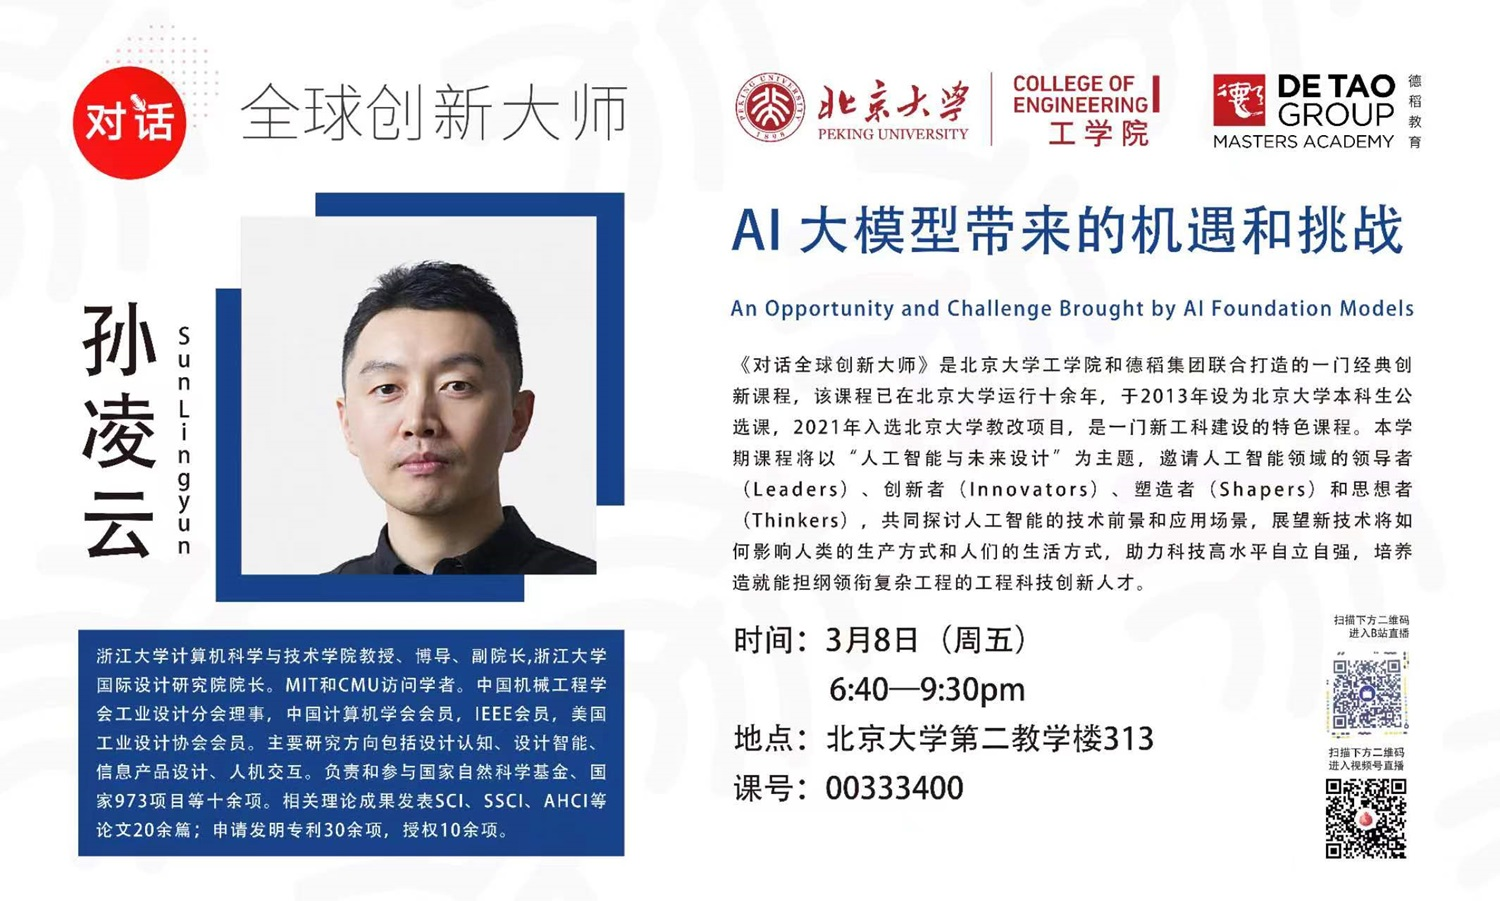 对话
全球创新大师
PEKING UNIVERSITY
1898
北京大学
PEKING UNIVERSITY
COLLEGE OF
ENGINEERING
工学院
DE TAO
GROUP
MASTERS ACADEMY
德稻教育
孙凌云
Sun Lingyun
浙江大学计算机科学与技术学院教授、博导、副院长,浙江大学
国际设计研究院院长。MIT和CMU访问学者。中国机械工程学
会工业设计分会理事，中国计算机学会会员，IEEE会员，美国
工业设计协会会员。主要研究方向包括设计认知、设计智能、
信息产品设计、人机交互。负责和参与国家自然科学基金、国
家973项目等十余项。相关理论成果发表SCI、SSCI、AHCI等
论文20余篇；申请发明专利30余项，授权10余项。
AI 大模型带来的机遇和挑战
An Opportunity and Challenge Brought by AI Foundation Models
《对话全球创新大师》是北京大学工学院和德稻集团联合打造的一门经典创
新课程，该课程已在北京大学运行十余年，于2013年设为北京大学本科生公
选课，2021年入选北京大学教改项目，是一门新工科建设的特色课程。本学
期课程将以“人工智能与未来设计”为主题，邀请人工智能领域的领导者
（Leaders）、创新者（Innovators）、塑造者（Shapers）和思想者
（Thinkers），共同探讨人工智能的技术前景和应用场景，展望新技术将如
何影响人类的生产方式和人们的生活方式，助力科技高水平自立自强，培养
造就能担纲领衔复杂工程的工程科技创新人才。
时间：3月8日（周五）
6:40—9:30pm
地点：北京大学第二教学楼313
课号：00333400
扫描下方二维码
进入B站直播
扫描下方二维码
进入视频号直播